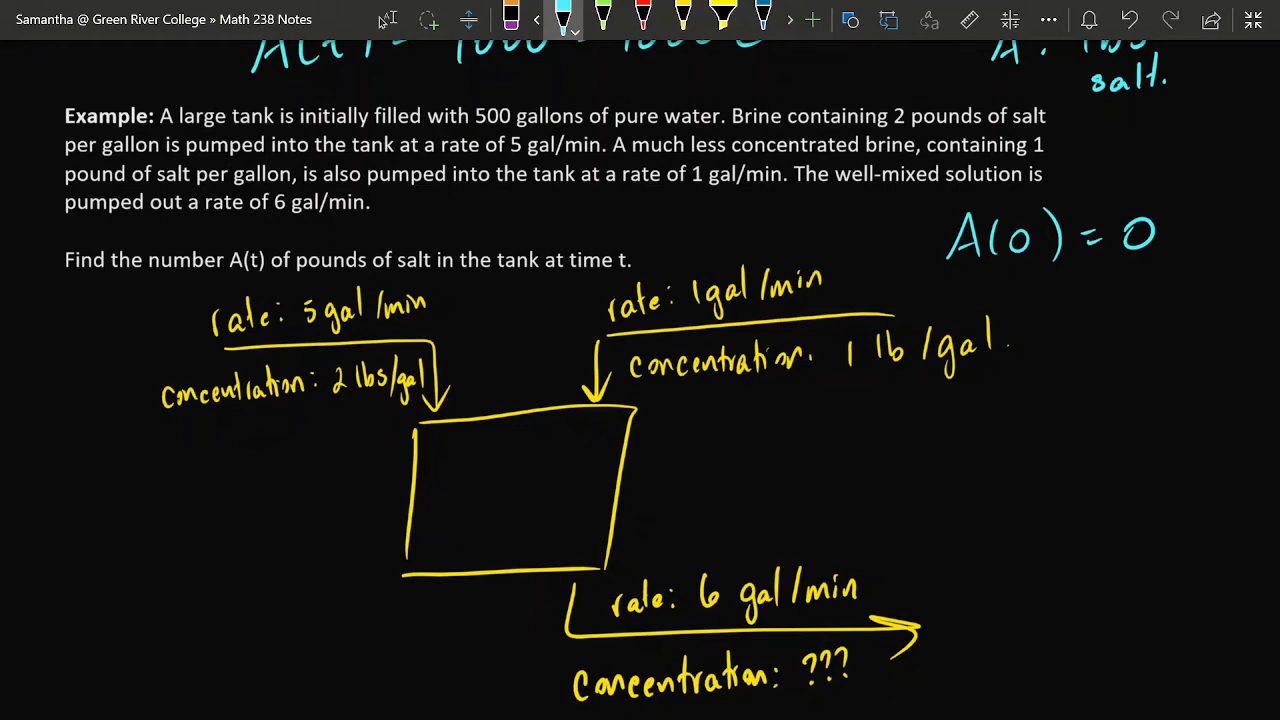 Samantha @ Green River College » Math 238 Notes
salt.
Example: A large tank is initially filled with 500 gallons of pure water. Brine containing 2 pounds of salt
per gallon is pumped into the tank at a rate of 5 gal/min. A much less concentrated brine, containing 1
pound of salt per gallon, is also pumped into the tank at a rate of 1 gal/min. The well-mixed solution is
pumped out a rate of 6 gal/min.
A(0) = 0
Find the number A(t) of pounds of salt in the tank at time t.
rate: 5 gal/min
rate: 1 gal/min
concentration: 2 lbs/gal
concentration. 1 lb/gal.
rate: 6 gal/min
concentration: ???